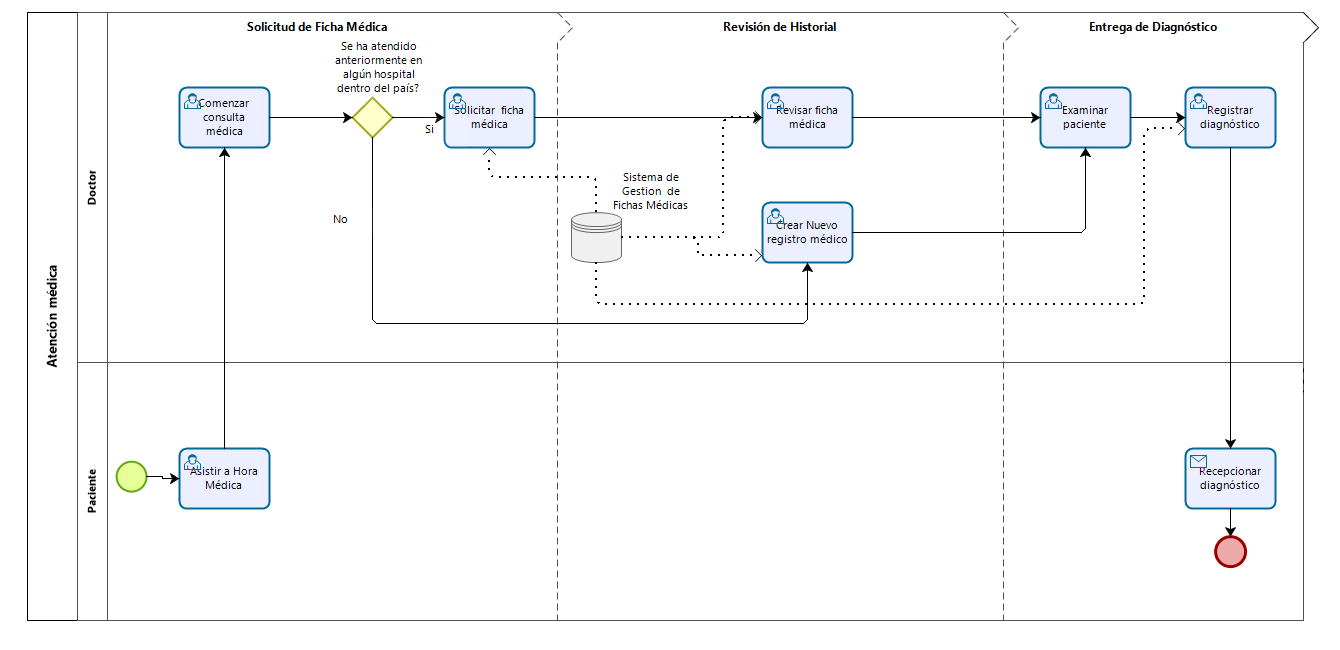 Solicitud de Ficha Médica
Revisión de Historial
Entrega de Diagnóstico
Atención médica
Doctor
Se ha atendido
anteriormente en
algún hospital
dentro del país?
Comenzar
consulta
médica
Si
Solicitar ficha
médica
Revisar ficha
médica
Examinar
paciente
Registrar
diagnóstico
No
Sistema de
Gestion de
Fichas Médicas
Crear Nuevo
registro médico
Paciente
Asistir a Hora
Médica
Recepcionar
diagnóstico